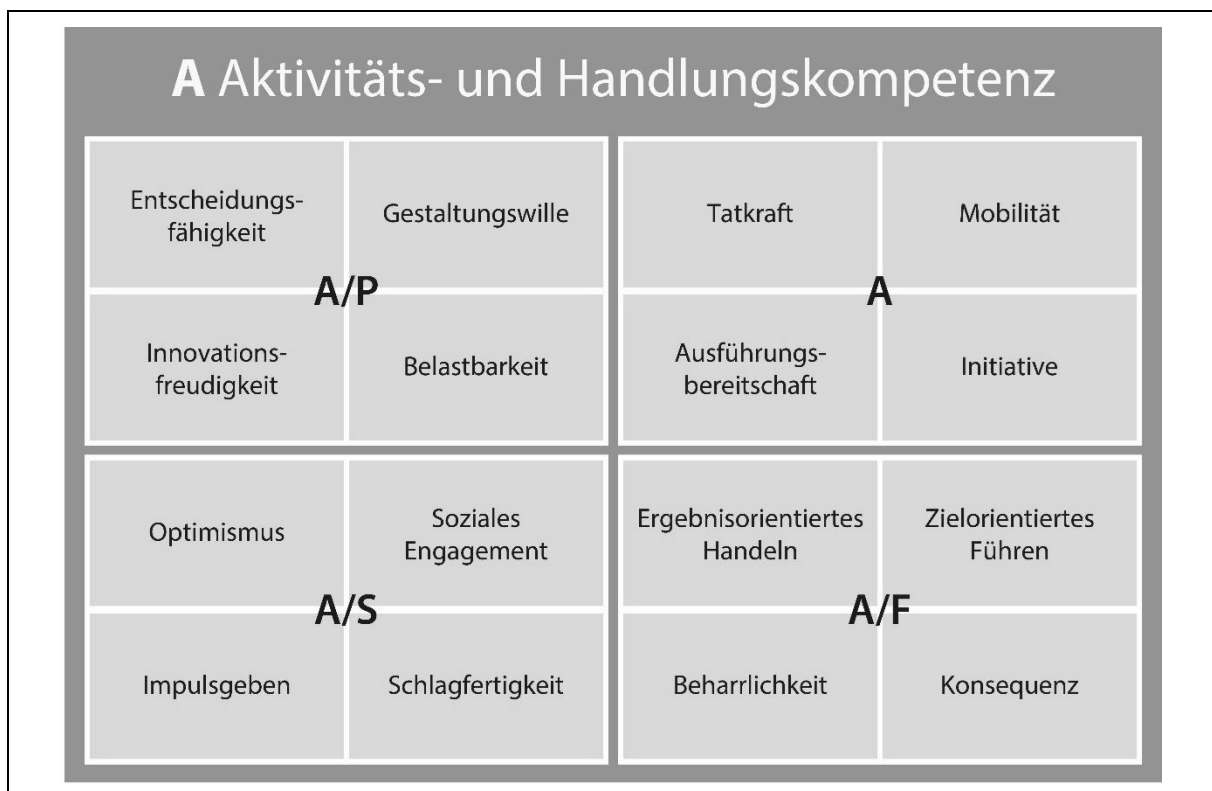 A Aktivitäts- und Handlungskompetenz
Entscheidungs-
fähigkeit
Gestaltungswille
A/P
Innovations-
freudigkeit
Belastbarkeit
Tatkraft
Mobilität
A
Ausführungs-
bereitschaft
Initiative
Optimismus
Soziales
Engagement
A/S
Impulsgeben
Schlagfertigkeit
Ergebnisorientiertes
Handeln
Zielorientiertes
Führen
A/F
Beharrlichkeit
Konsequenz